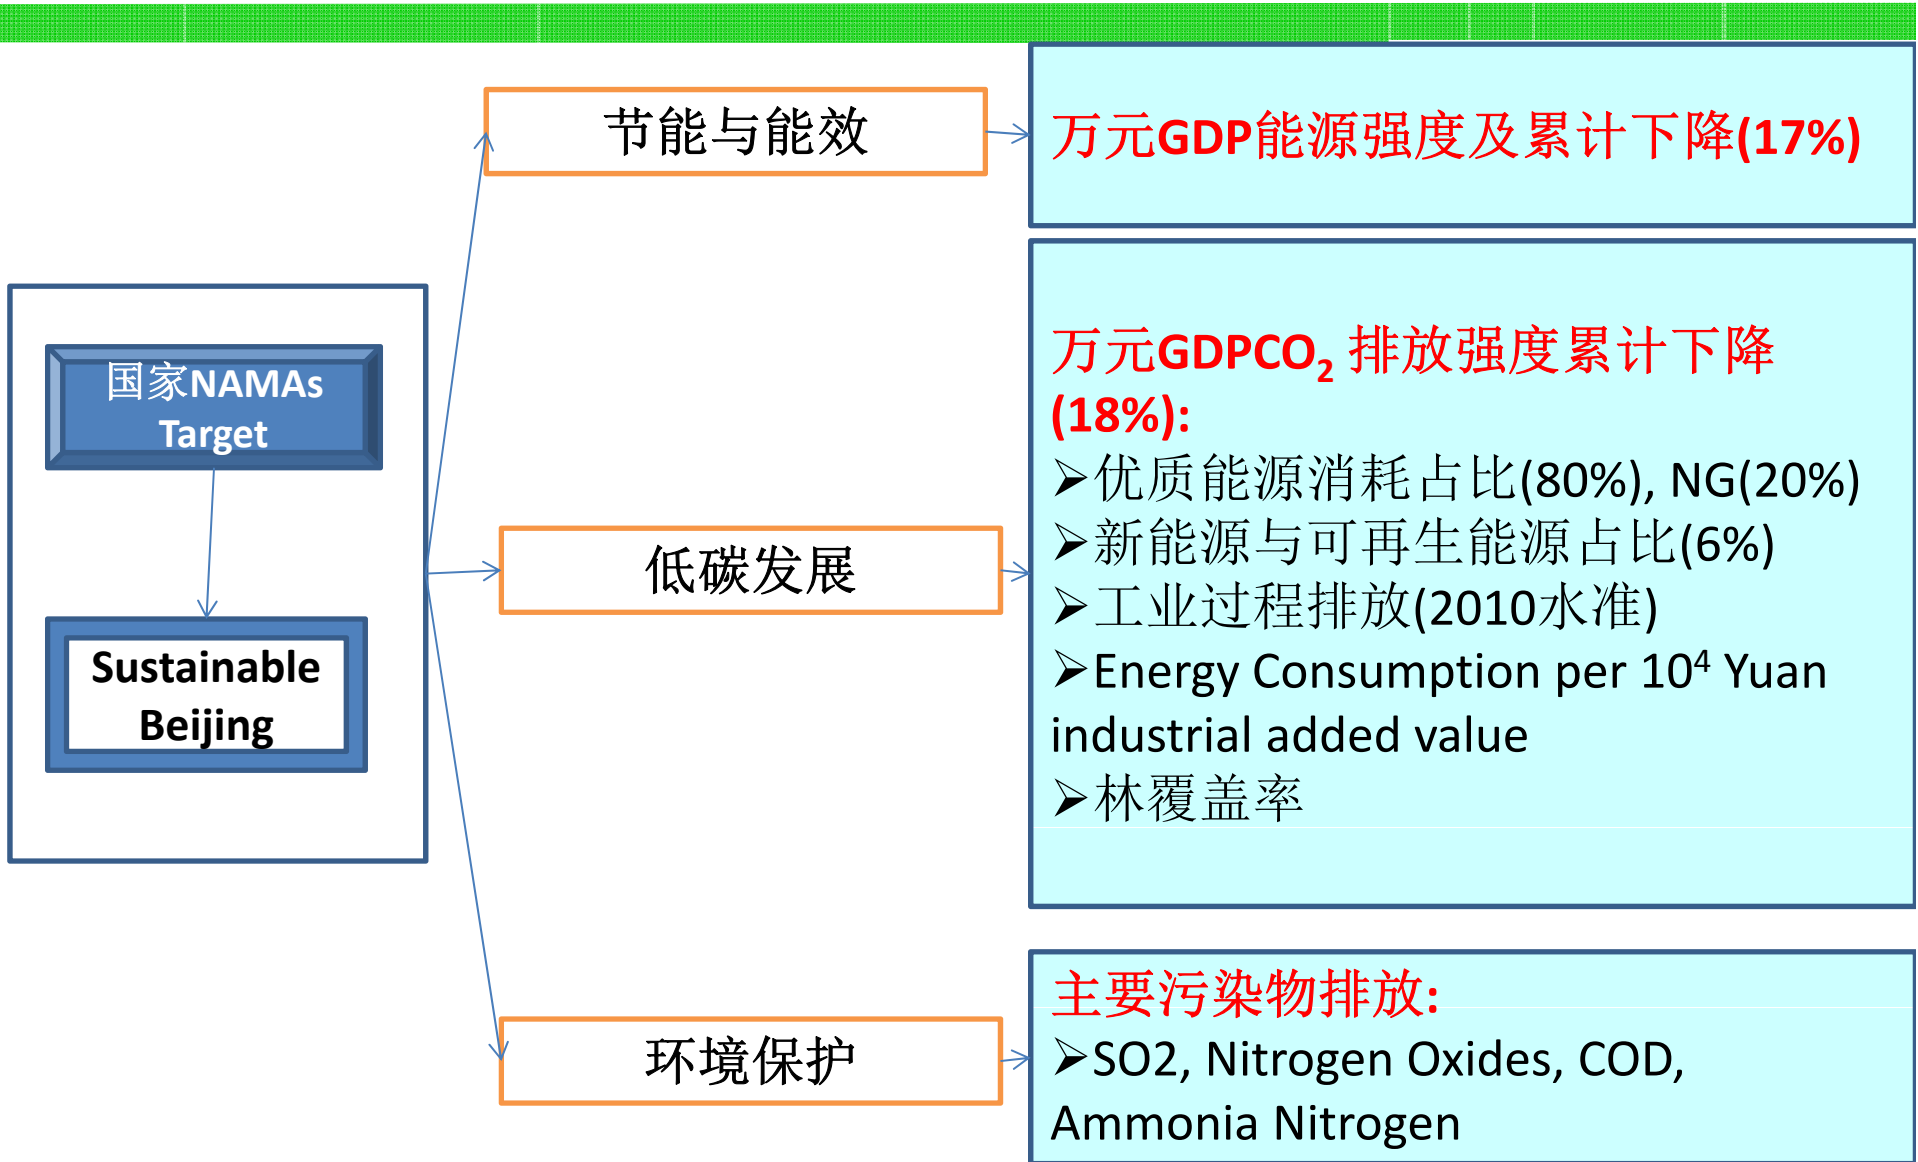 节能与能效
万元GDP能源强度及累计下降(17%)
国家NAMAs
Target
Sustainable
Beijing
低碳发展
万元GDPCO₂ 排放强度累计下降
(18%):
➢优质能源消耗占比(80%), NG(20%)
➢新能源与可再生能源占比(6%)
➢工业过程排放(2010水准)
➢Energy Consumption per 10⁴ Yuan
industrial added value
➢林覆盖率
环境保护
主要污染物排放:
➢SO2, Nitrogen Oxides, COD,
Ammonia Nitrogen